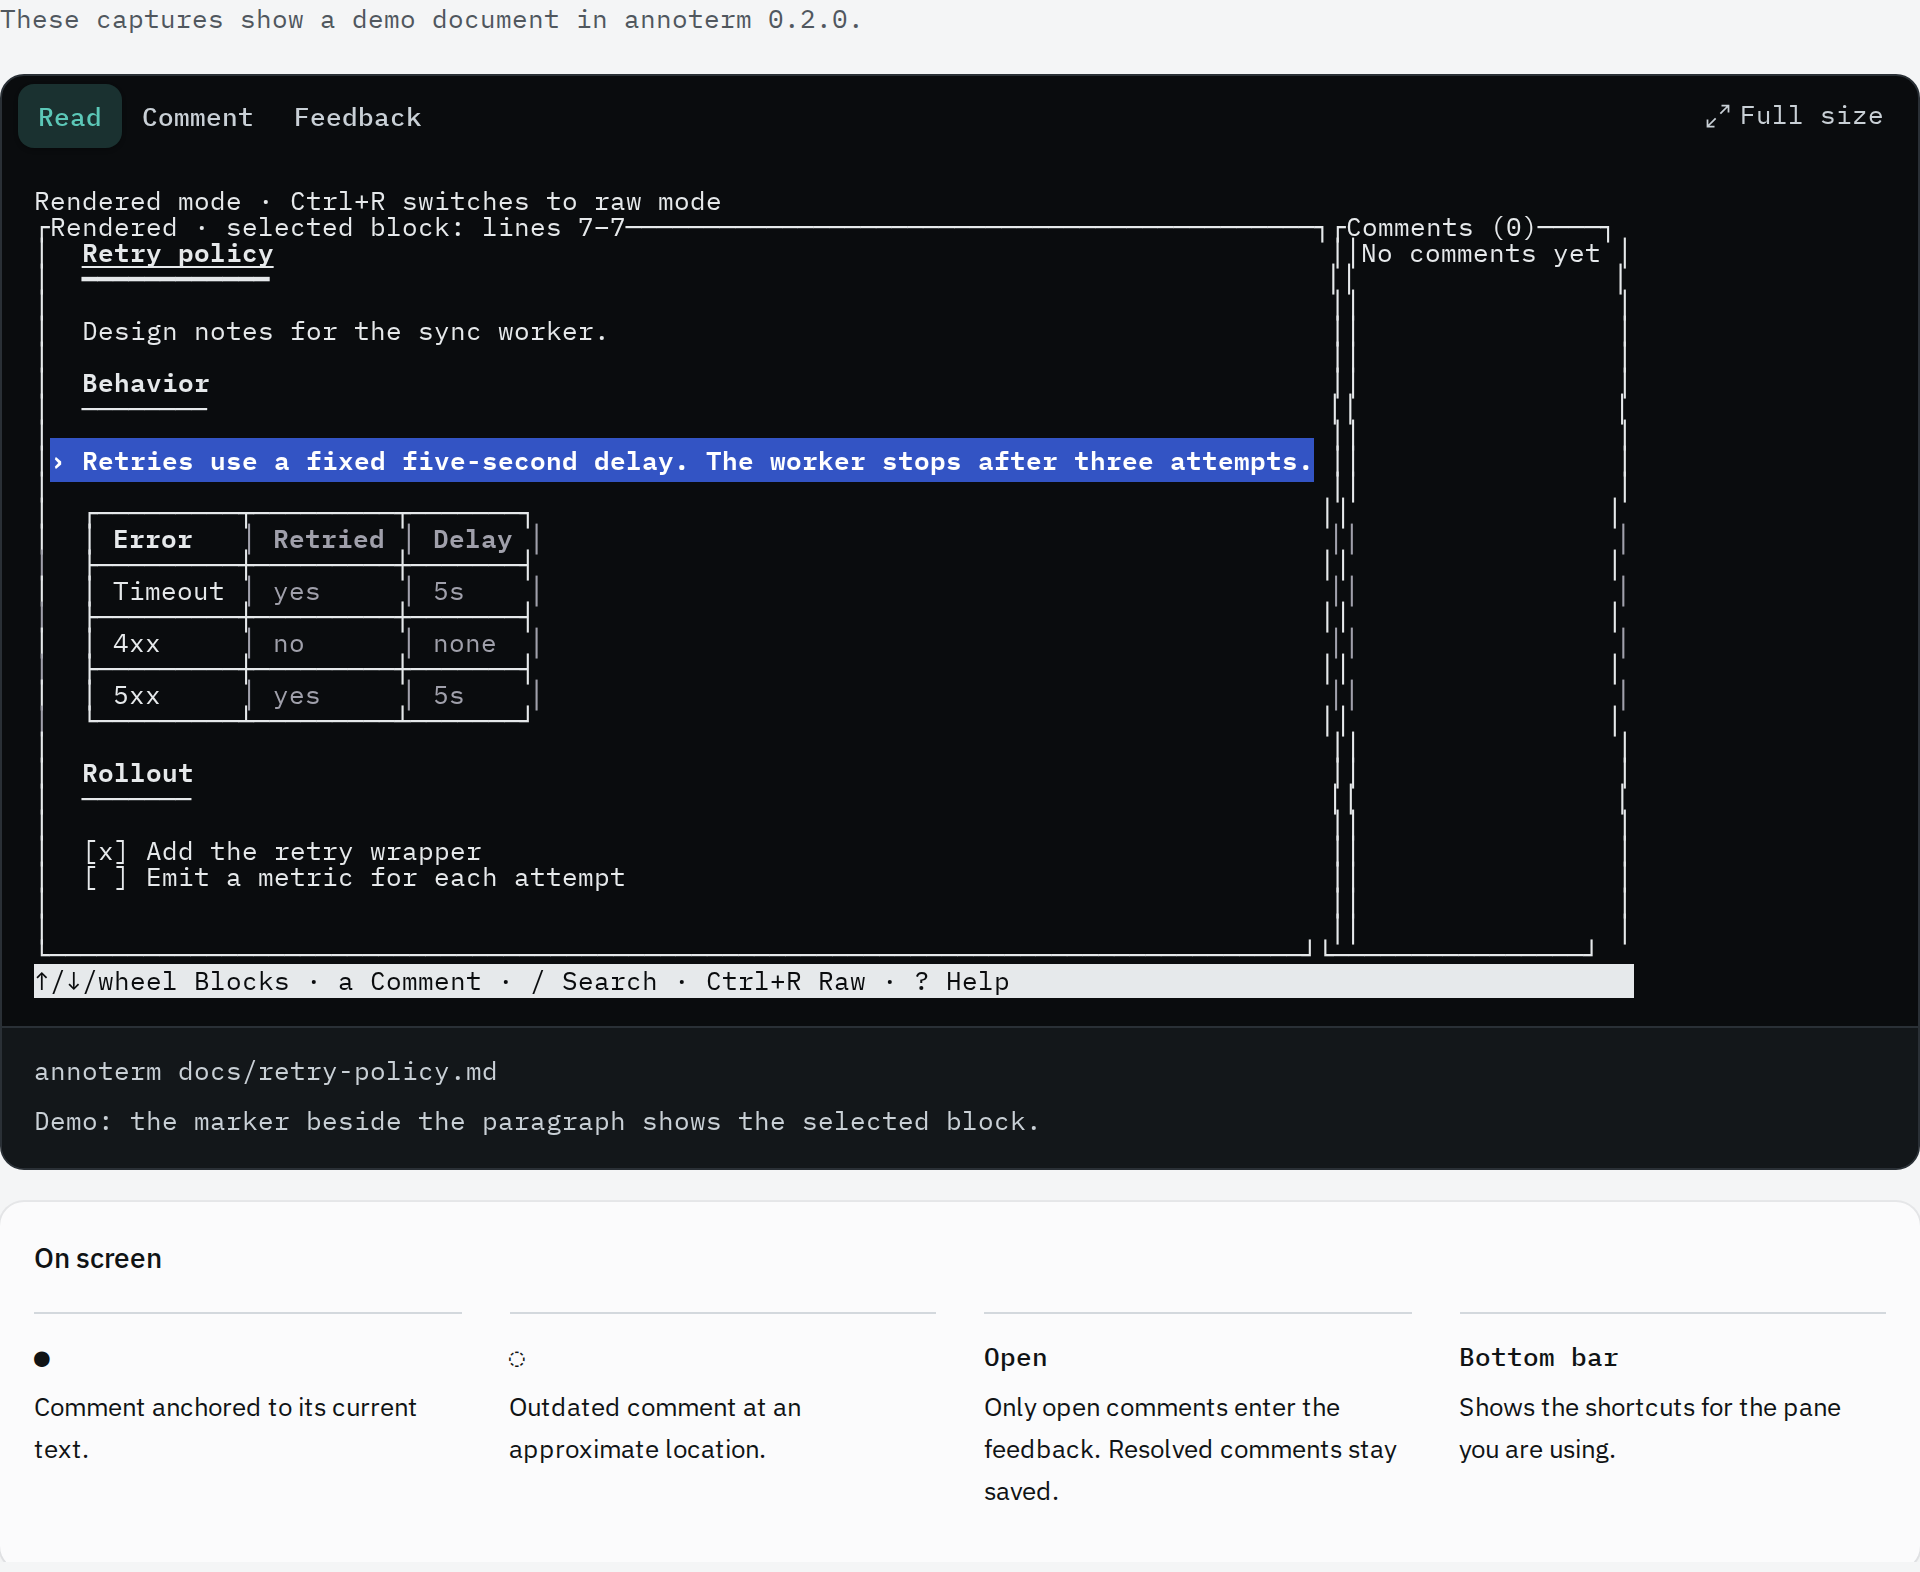 These captures show a demo document in annoterm 0.2.0.
Read Comment Feedback Full size
Rendered mode · Ctrl+R switches to raw mode
Rendered · selected block: lines 7–7 Comments (0)
Retry policy No comments yet
Design notes for the sync worker.
Behavior
› Retries use a fixed five-second delay. The worker stops after three attempts.
Error Retried Delay
Timeout yes 5s
4xx no none
5xx yes 5s
Rollout
[x] Add the retry wrapper
[ ] Emit a metric for each attempt
↑/↓/wheel Blocks · a Comment · / Search · Ctrl+R Raw · ? Help
annoterm docs/retry-policy.md
Demo: the marker beside the paragraph shows the selected block.
On screen
●
Comment anchored to its current
text.
◌
Outdated comment at an
approximate location.
Open
Only open comments enter the
feedback. Resolved comments stay
saved.
Bottom bar
Shows the shortcuts for the pane
you are using.